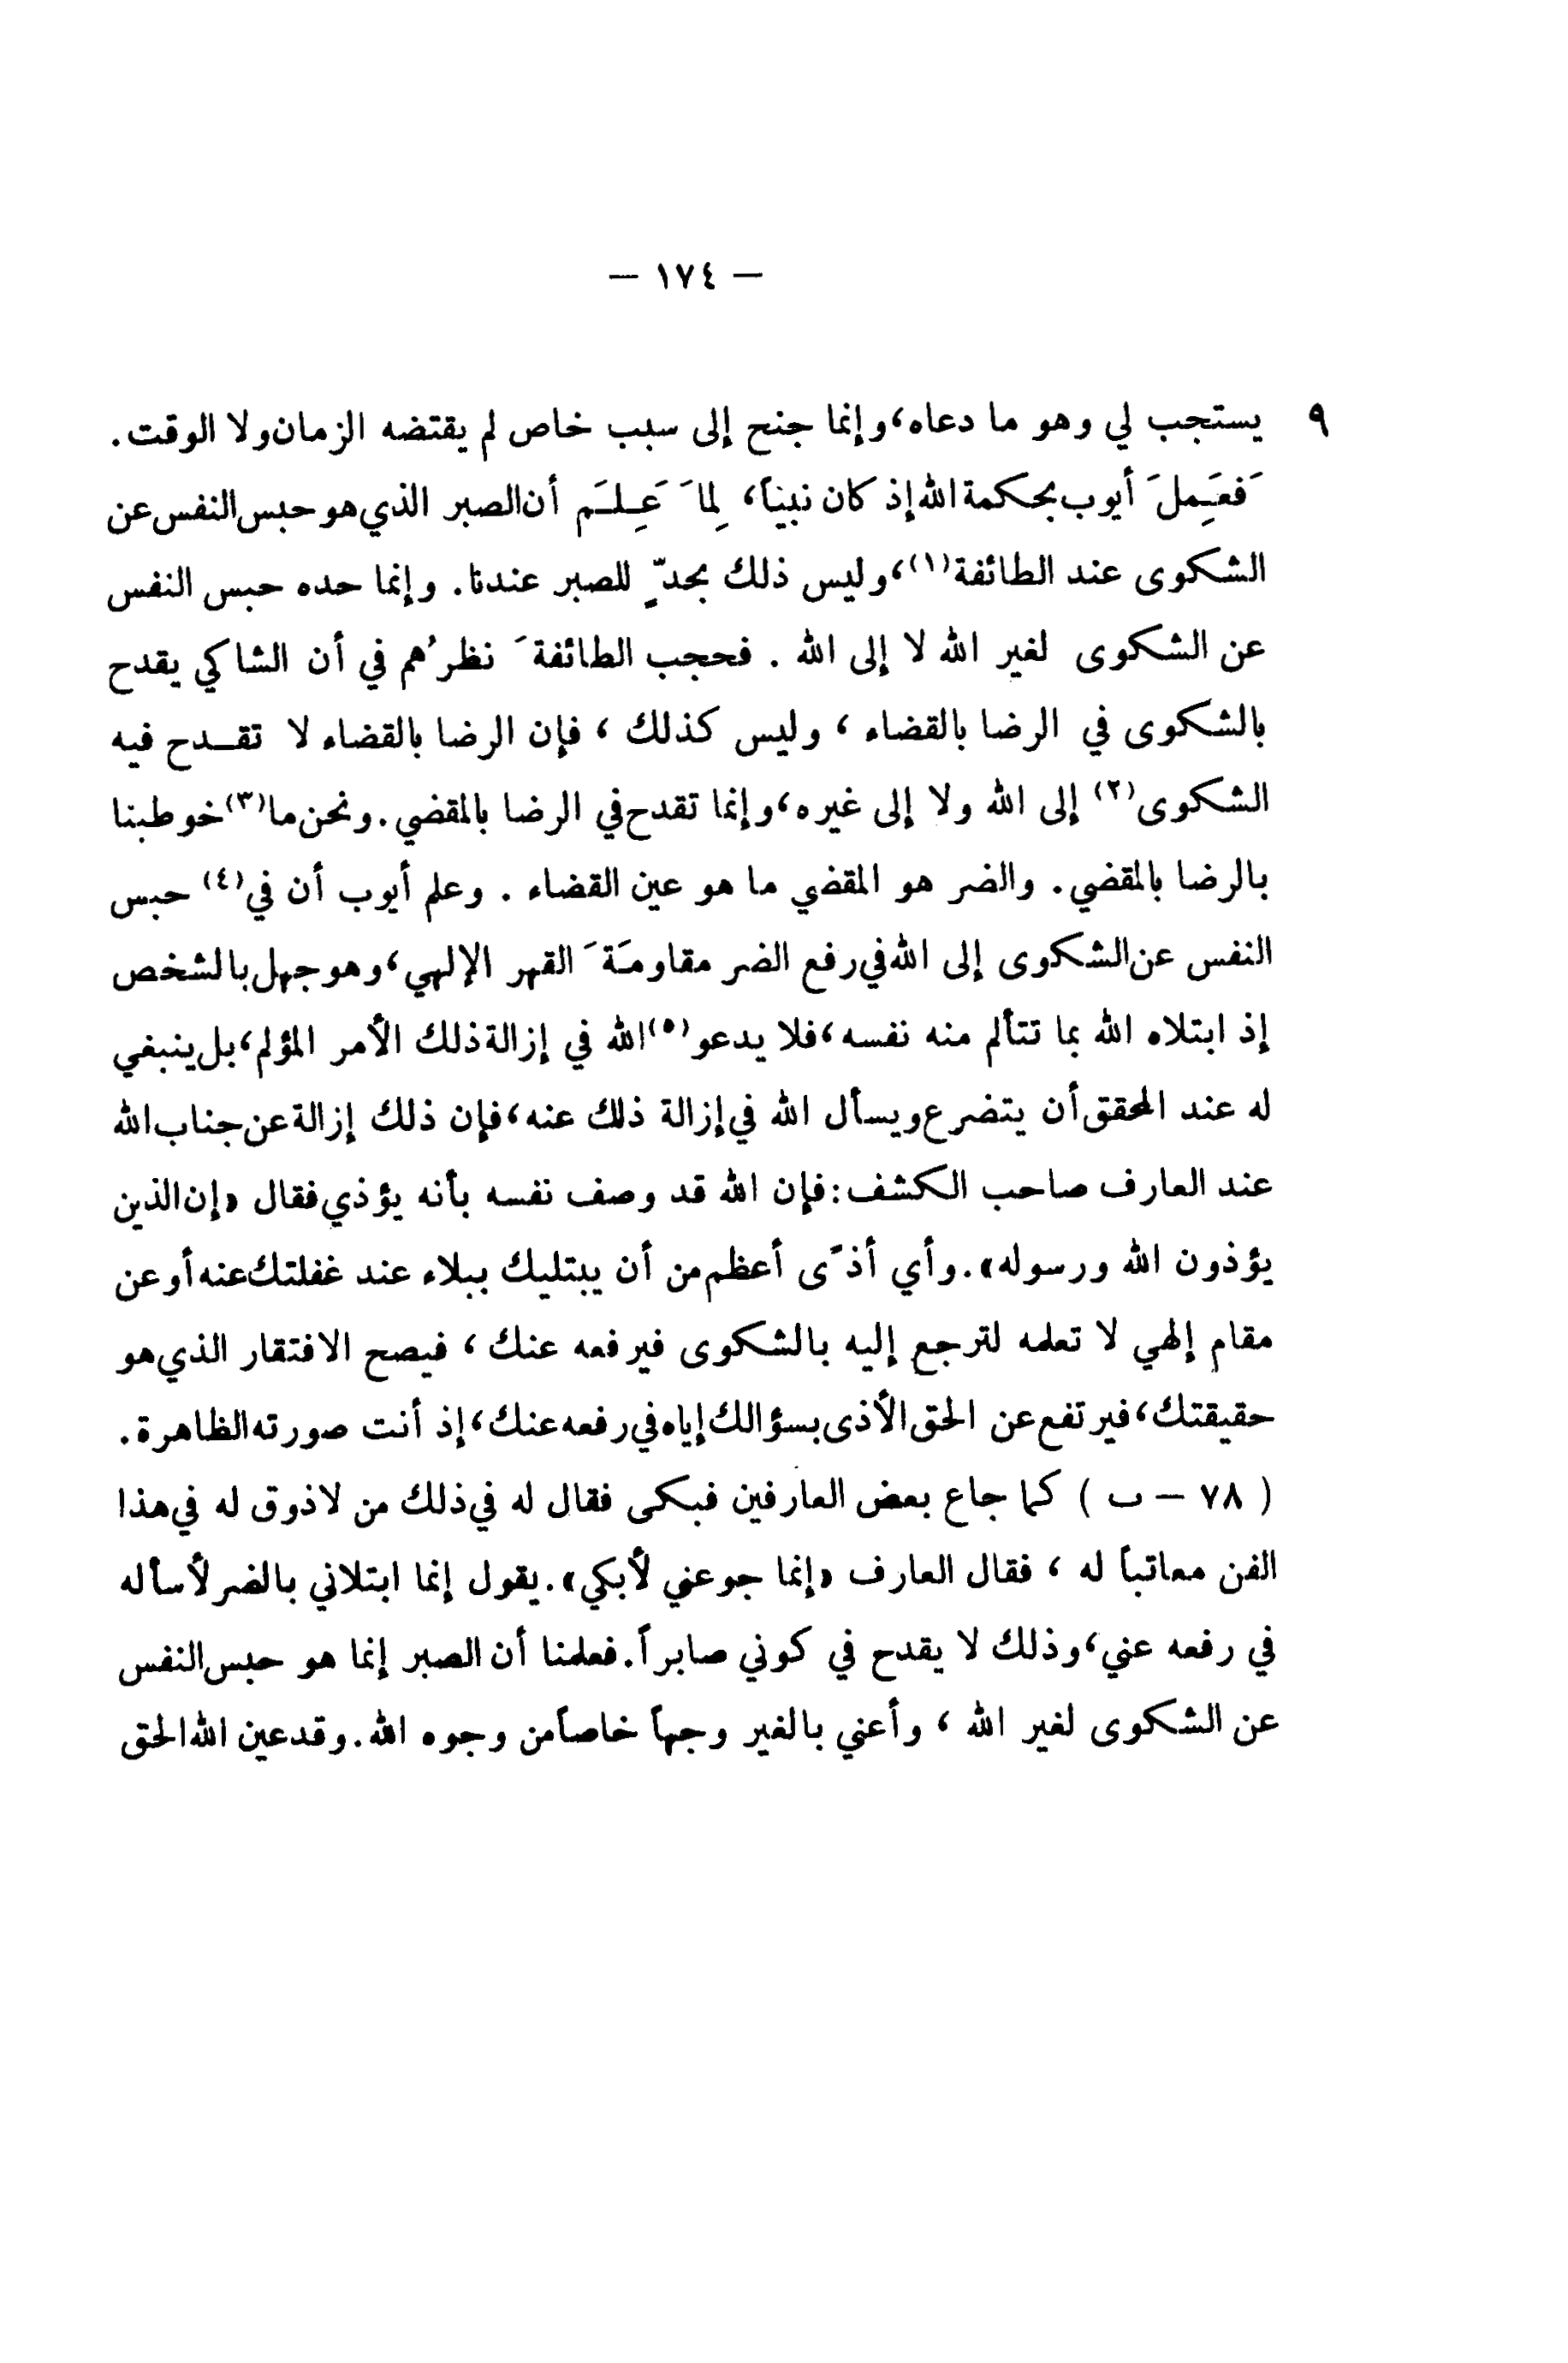 — ١٧٤ —
٩ يستجب لي وهو ما دعاه، وإنما جنح إلى سبب خاص لم يقتضه الزمان ولا الوقت.
فَعَمِلَ أيوب بحكمة الله إذ كان نبياً، لِمَا عَلِمَ أن الصبر الذي هو حبس النفس عن
الشكوى عند الطائفة(١)، وليس ذلك بحدٍّ للصبر عندنا. وإنما حده حبس النفس
عن الشكوى لغير الله لا إلى الله . فحجب الطائفةَ نظرُهم في أن الشاكي يقدح
بالشكوى في الرضا بالقضاء ، وليس كذلك ، فإن الرضا بالقضاء لا تقدح فيه
الشكوى(٢) إلى الله ولا إلى غيره، وإنما تقدح في الرضا بالمقضي. ونحن ما(٣) خوطبنا
بالرضا بالمقضي. والضر هو المقضي ما هو عين القضاء . وعلم أيوب أن في(٤) حبس
النفس عن الشكوى إلى الله في رفع الضر مقاومَةَ القهر الإلهي، وهو جهل بالشخص
إذ ابتلاه الله بما تتألم منه نفسه، فلا يدعو(٥) الله في إزالة ذلك الأمر المؤلم، بل ينبغي
له عند المحقق أن يتضرع ويسأل الله في إزالة ذلك عنه، فإن ذلك إزالة عن جناب الله
عند العارف صاحب الكشف: فإن الله قد وصف نفسه بأنه يؤذي فقال «إن الذين
يؤذون الله ورسوله». وأي أذًى أعظم من أن يبتليك ببلاء عند غفلتك عنه أو عن
مقام إلهي لا تعلمه لترجع إليه بالشكوى فيرفعه عنك ، فيصح الافتقار الذي هو
حقيقتك، فيرتفع عن الحق الأذى بسؤالك إياه في رفعه عنك، إذ أنت صورته الظاهرة.
( ٧٨ — ب ) كما جاع بعض العارفين فبكى فقال له في ذلك من لا ذوق له في هذا
الفن معاتباً له ، فقال العارف «إنما جوعني لأبكي». يقول إنما ابتلاني بالضر لأسأله
في رفعه عني، وذلك لا يقدح في كوني صابراً. فعلمنا أن الصبر إنما هو حبس النفس
عن الشكوى لغير الله ، وأعني بالغير وجهاً خاصاً من وجوه الله. وقد عين الله الحق